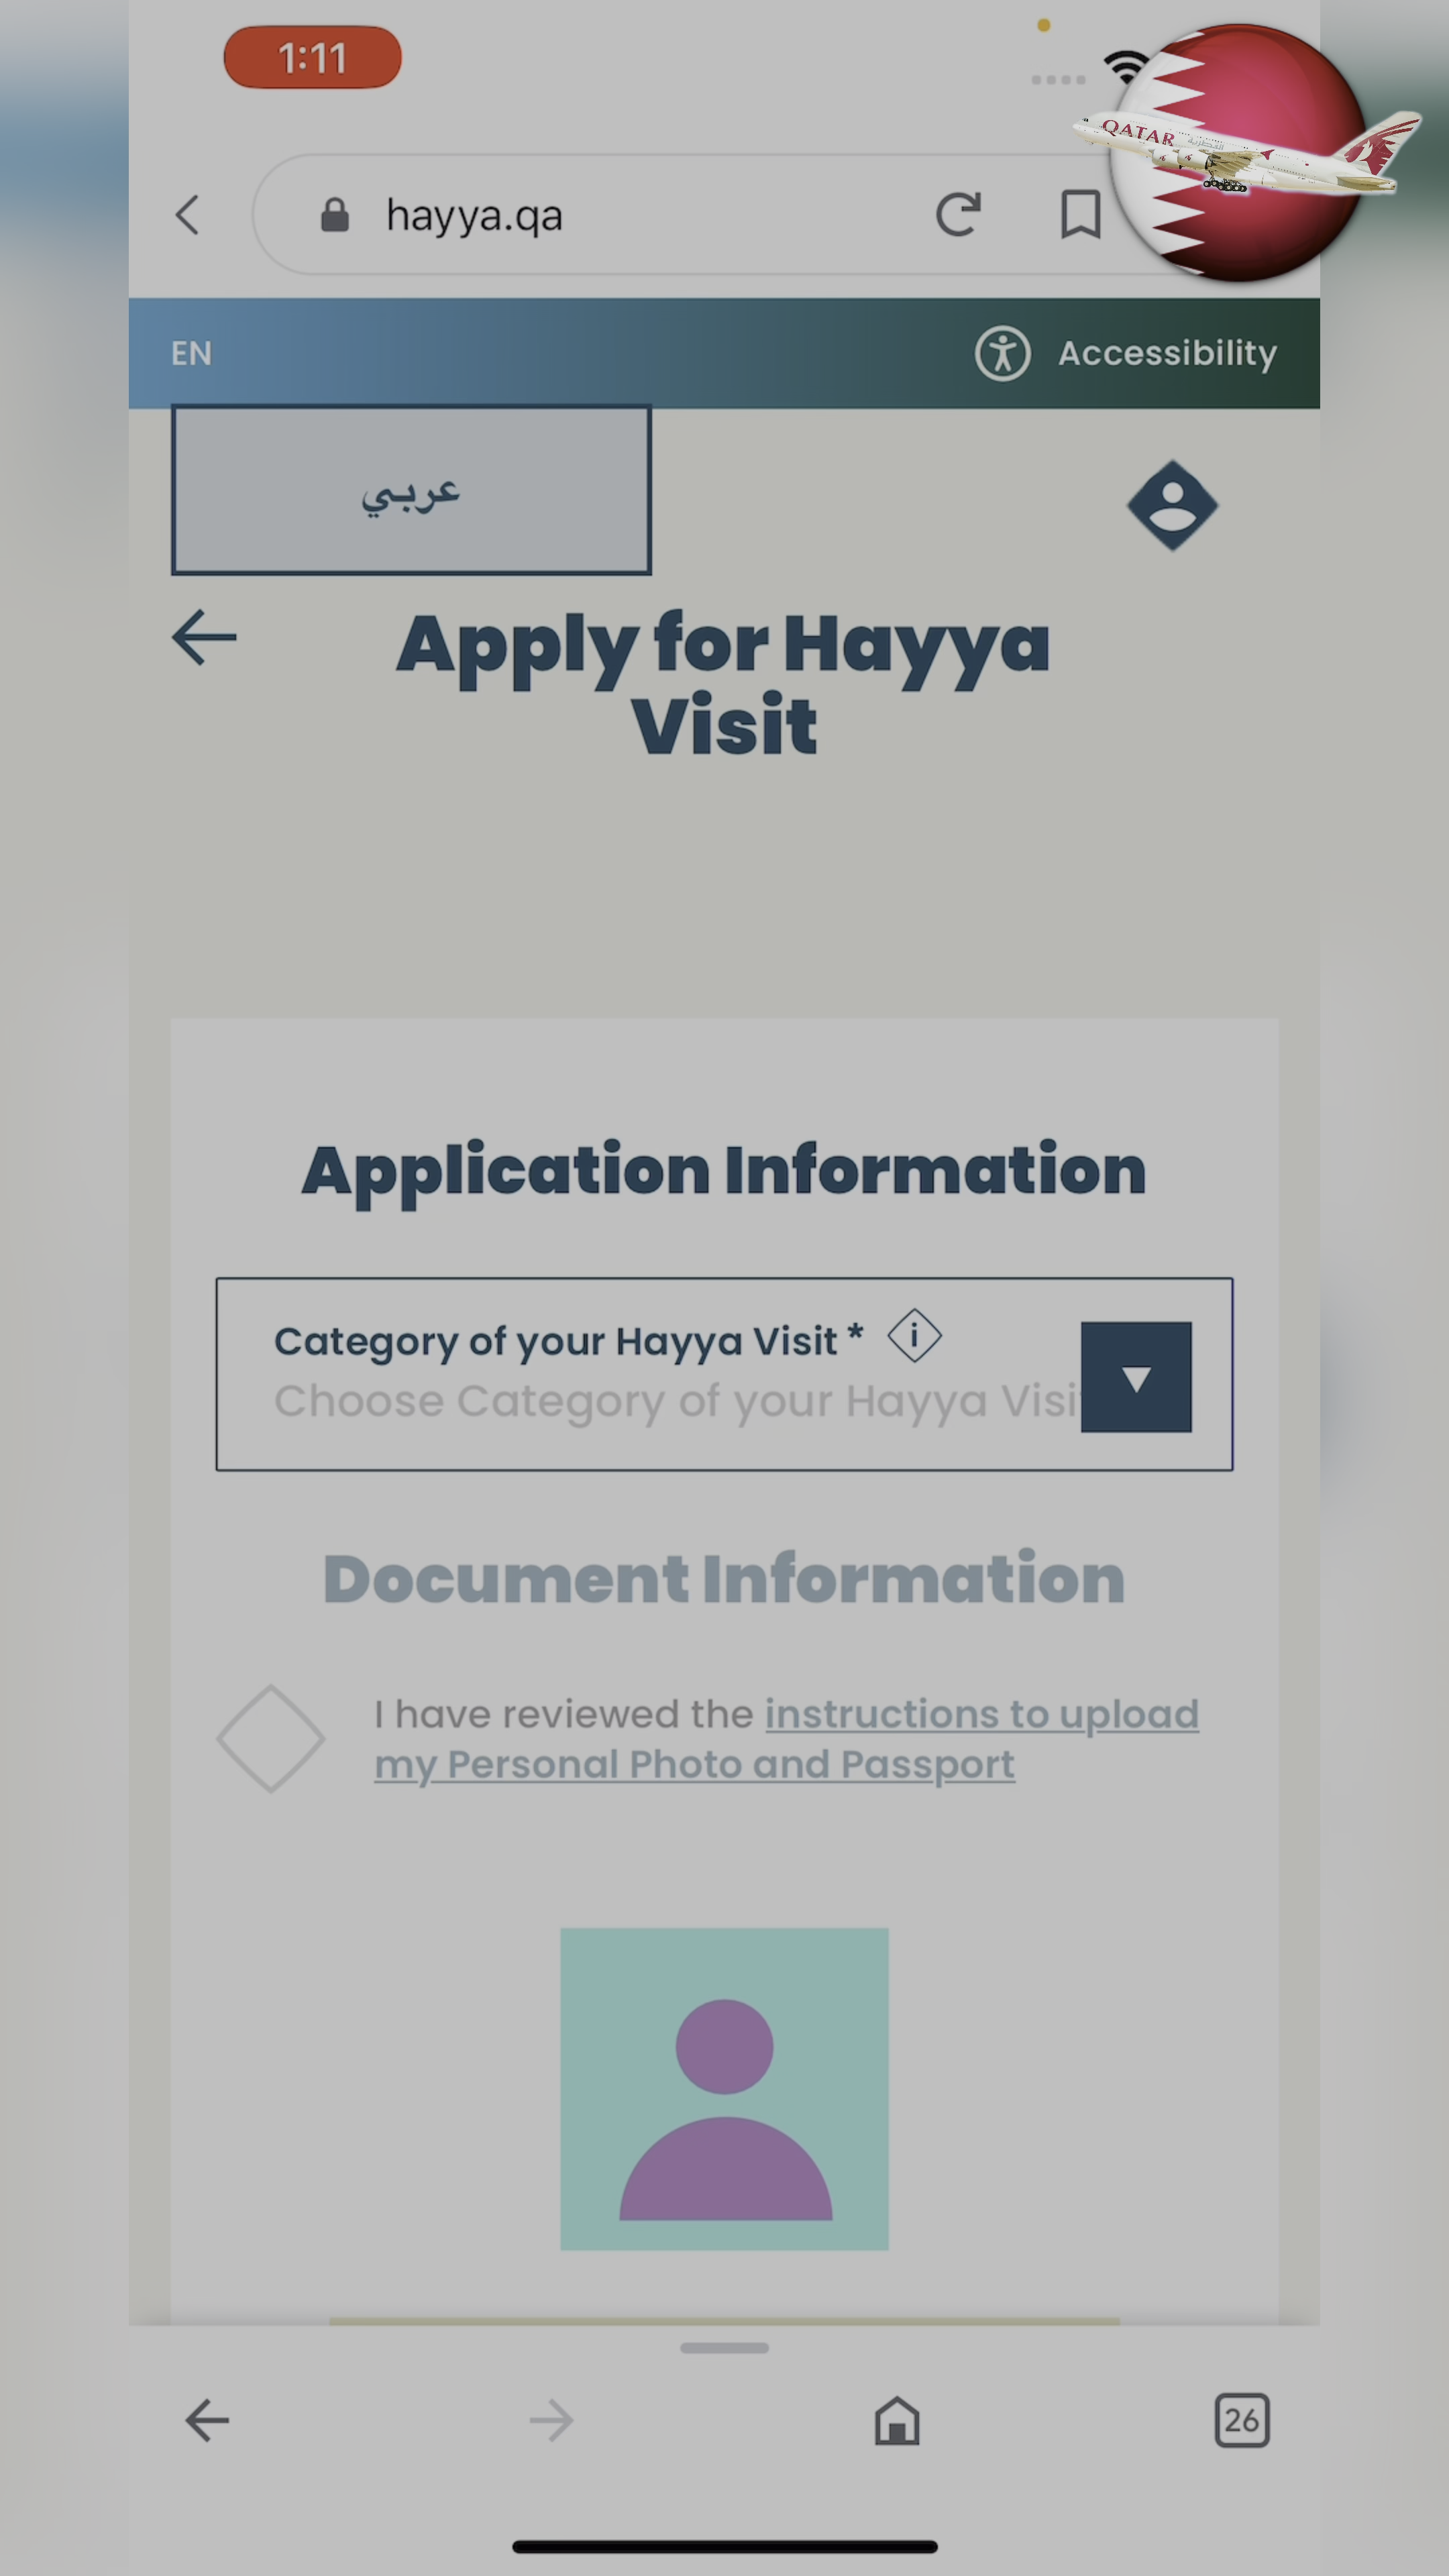 1:11
QATAR القطرية
hayya.qa
EN
Accessibility
عربي
Apply for Hayya
Visit
Application Information
Category of your Hayya Visit * i
Choose Category of your Hayya Visi
Document Information
I have reviewed the instructions to upload
my Personal Photo and Passport
26